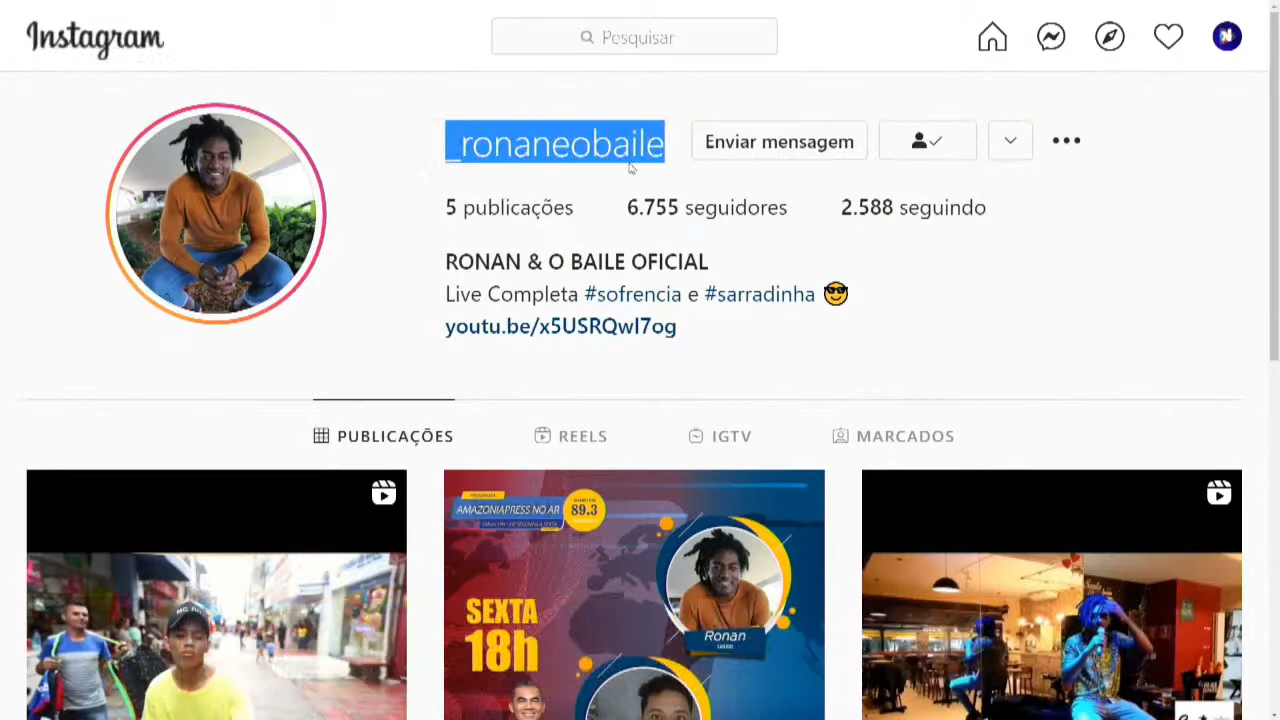 Instagram
Pesquisar
_ronaneobaile
Enviar mensagem
5 publicações
6.755 seguidores
2.588 seguindo
RONAN & O BAILE OFICIAL
Live Completa #sofrencia e #sarradinha 😎
youtu.be/x5USRQwI7og
PUBLICAÇÕES
REELS
IGTV
MARCADOS
AMAZONIAPRESS NO AR
89.3
SEXTA
18h
Ronan